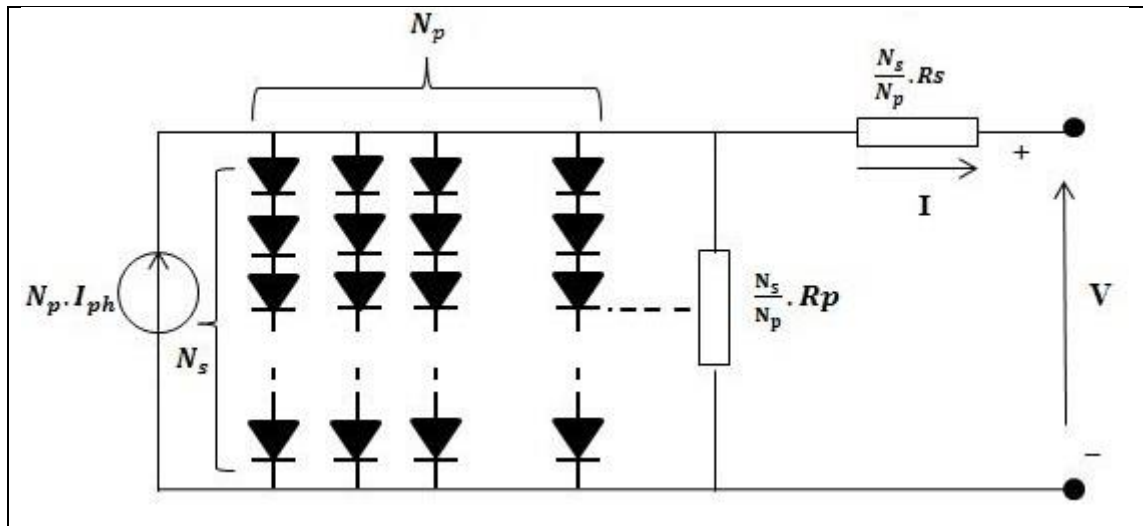 N_p
N_s/N_p . Rs
+
I
N_p . I_ph
N_s/N_p . Rp
V
N_s
−